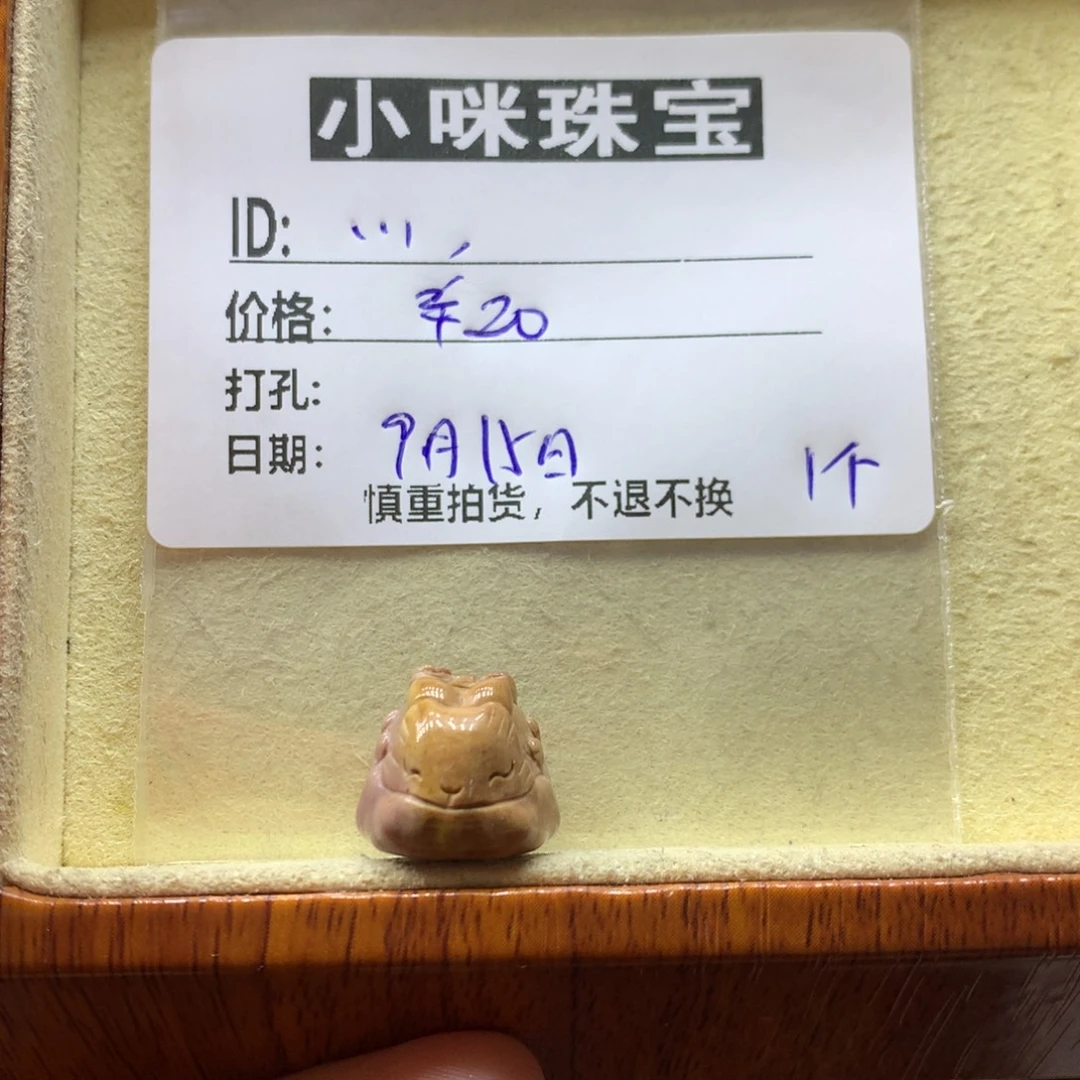 小咪珠宝
ID:
价格: ¥20
打孔:
日期: 9月15日 1个
慎重拍货, 不退不换